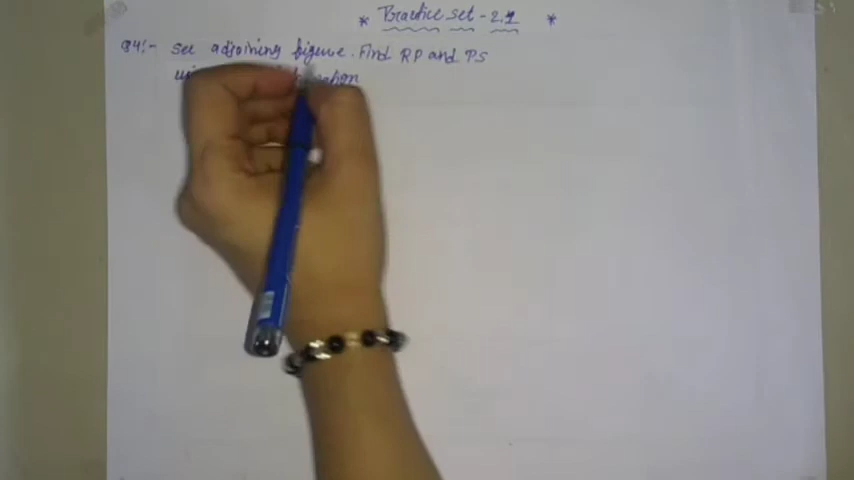 * Practice set - 2.1 *
Q4:- See adjoining figure. Find RP and PS